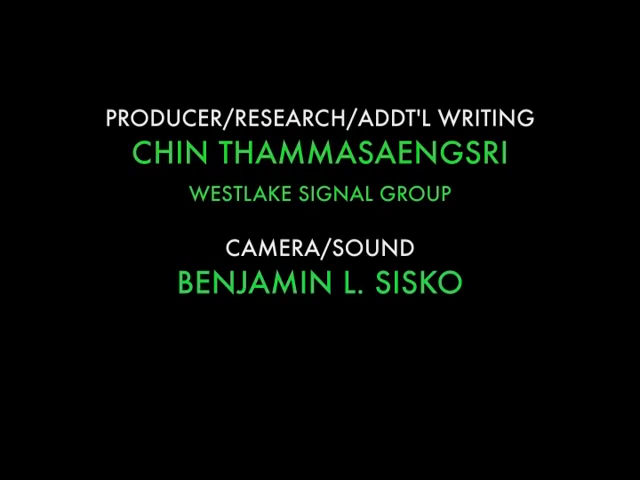 PRODUCER/RESEARCH/ADDT'L WRITING
CHIN THAMMASAENGSRI
WESTLAKE SIGNAL GROUP
CAMERA/SOUND
BENJAMIN L. SISKO